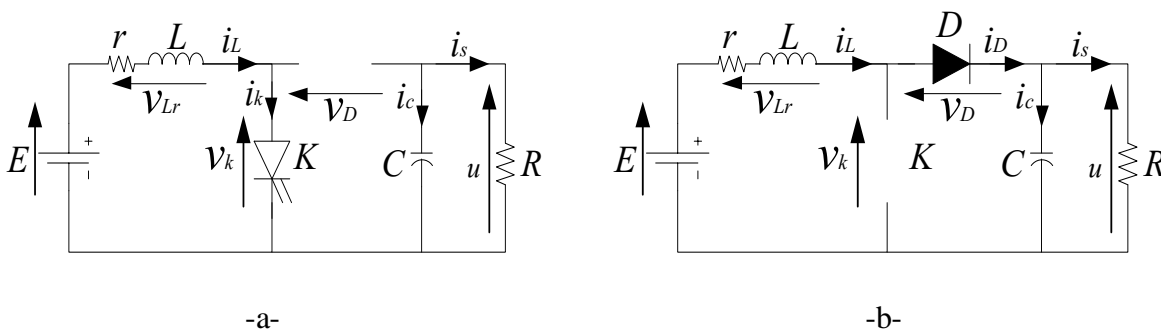 r L i_L i_s
v_Lr i_k v_D i_c
E + - v_k K C u R
-a-
r L i_L D i_D i_s
v_Lr v_D i_c
E + - v_k K C u R
-b-